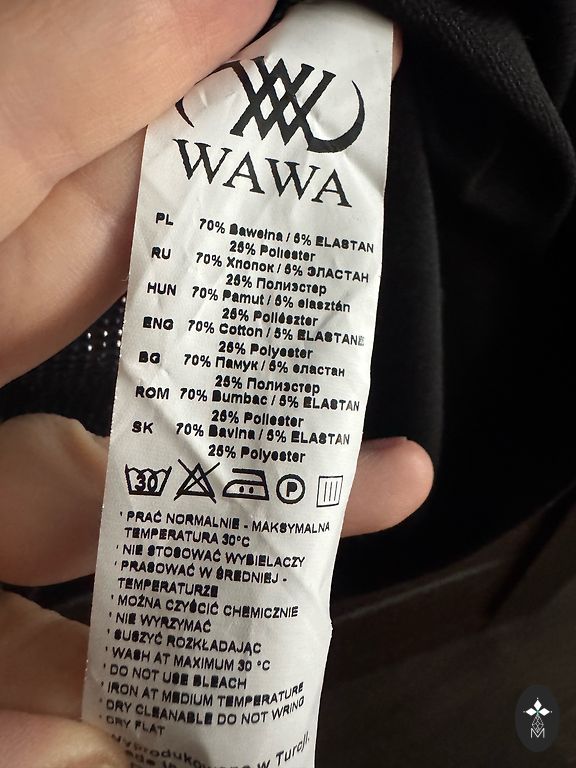 WAWA
PL 70% Bawełna / 5% ELASTAN
25% Poliester
RU 70% Хлопок / 5% ЭЛАСТАН
25% Полиэстер
HUN 70% Pamut / 5% elasztán
25% Poliészter
ENG 70% Cotton / 5% ELASTANE
25% Polyester
BG 70% Памук / 5% еластан
25% Полиэстер
ROM 70% Bumbac / 5% ELASTAN
25% Poliester
SK 70% Bavlna / 5% ELASTAN
25% Polyester
30 P
' PRAĆ NORMALNIE - MAKSYMALNA
TEMPERATURA 30°C
' NIE STOSOWAĆ WYBIELACZY
' PRASOWAĆ W ŚREDNIEJ -
TEMPERATURZE
' MOŻNA CZYŚCIĆ CHEMICZNIE
' NIE WYRZYMAĆ
' SUSZYĆ ROZKŁADAJĄC
' WASH AT MAXIMUM 30 °C
' DO NOT USE BLEACH
' IRON AT MEDIUM TEMPERATURE
' DRY CLEANABLE DO NOT WRING
' DRY FLAT
Wyprodukowano w Turcji.
M